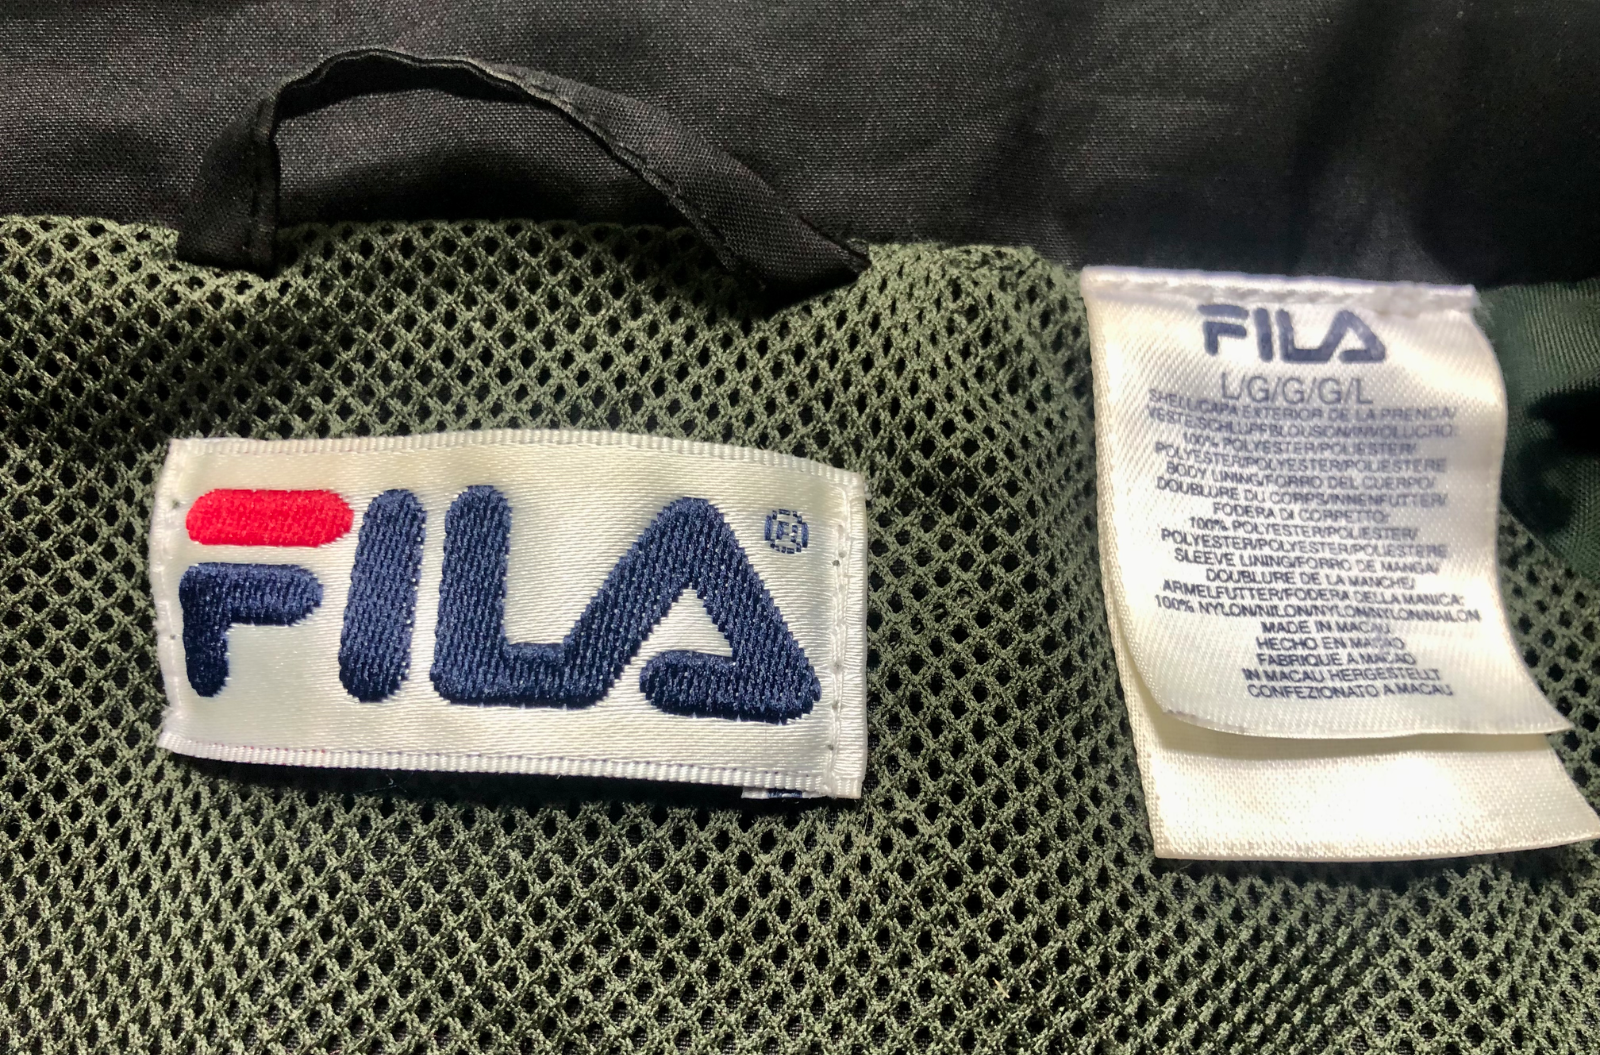 FILA®
FILA
L/G/G/G/L
SHELL/CAPA EXTERIOR DE LA PRENDA/
VESTE/SCHLUPFBLOUSON/INVOLUCRO:
100% POLYESTER/POLIESTER/
POLYESTER/POLYESTER/POLIESTERE
BODY LINING/FORRO DEL CUERPO/
DOUBLURE DU CORPS/INNENFUTTER/
FODERA DI CORPETTO:
100% POLYESTER/POLIESTER/
POLYESTER/POLYESTER/POLIESTERE
SLEEVE LINING/FORRO DE MANGA/
DOUBLURE DE LA MANCHE/
ARMELFUTTER/FODERA DELLA MANICA:
100% NYLON/NILON/NYLON/NYLON/NAILON
MADE IN MACAU
HECHO EN MACAO
FABRIQUE A MACAO
IN MACAU HERGESTELLT
CONFEZIONATO A MACAU